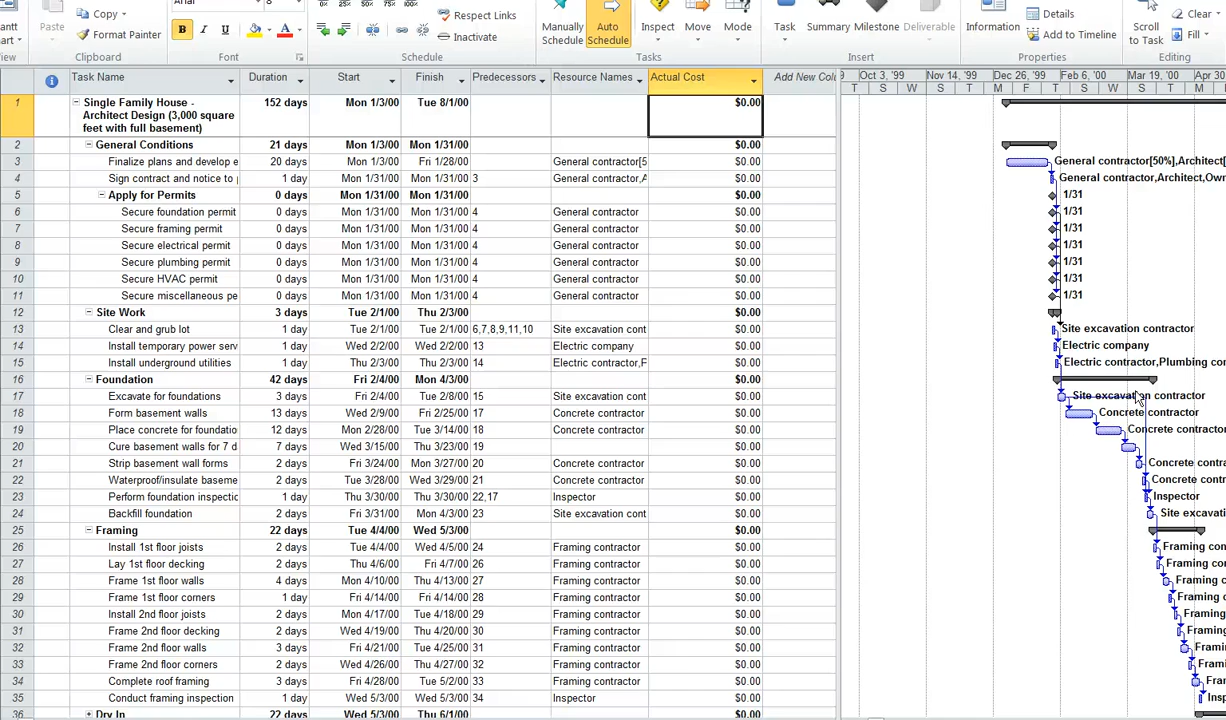 Arial 8
Copy
Paste
Format Painter
B I U A
Respect Links
Inactivate
Manually Schedule
Auto Schedule
Inspect Move Mode
Task Summary Milestone Deliverable
Information
Details
Add to Timeline
Scroll to Task
Clear
Fill
Clipboard Font Schedule Tasks Insert Properties Editing
Task Name Duration Start Finish Predecessors Resource Names Actual Cost Add New Colu
Oct 3, '99 Nov 14, '99 Dec 26, '99 Feb 6, '00 Mar 19, '00 Apr 30
T S W T F S M T S W T F S M T
1 Single Family House - Architect Design (3,000 square feet with full basement) 152 days Mon 1/3/00 Tue 8/1/00 $0.00
2 General Conditions 21 days Mon 1/3/00 Mon 1/31/00 $0.00
3 Finalize plans and develop e 20 days Mon 1/3/00 Fri 1/28/00 General contractor[5 $0.00 General contractor[50%],Architect[
4 Sign contract and notice to 1 day Mon 1/31/00 Mon 1/31/00 3 General contractor,A $0.00 General contractor,Architect,Own
5 Apply for Permits 0 days Mon 1/31/00 Mon 1/31/00 $0.00 1/31
6 Secure foundation permit 0 days Mon 1/31/00 Mon 1/31/00 4 General contractor $0.00 1/31
7 Secure framing permit 0 days Mon 1/31/00 Mon 1/31/00 4 General contractor $0.00 1/31
8 Secure electrical permit 0 days Mon 1/31/00 Mon 1/31/00 4 General contractor $0.00 1/31
9 Secure plumbing permit 0 days Mon 1/31/00 Mon 1/31/00 4 General contractor $0.00 1/31
10 Secure HVAC permit 0 days Mon 1/31/00 Mon 1/31/00 4 General contractor $0.00 1/31
11 Secure miscellaneous pe 0 days Mon 1/31/00 Mon 1/31/00 4 General contractor $0.00 1/31
12 Site Work 3 days Tue 2/1/00 Thu 2/3/00 $0.00
13 Clear and grub lot 1 day Tue 2/1/00 Tue 2/1/00 6,7,8,9,11,10 Site excavation cont $0.00 Site excavation contractor
14 Install temporary power serv 1 day Wed 2/2/00 Wed 2/2/00 13 Electric company $0.00 Electric company
15 Install underground utilities 1 day Thu 2/3/00 Thu 2/3/00 14 Electric contractor,F $0.00 Electric contractor,Plumbing co
16 Foundation 42 days Fri 2/4/00 Mon 4/3/00 $0.00
17 Excavate for foundations 3 days Fri 2/4/00 Tue 2/8/00 15 Site excavation cont $0.00 Site excavation contractor
18 Form basement walls 13 days Wed 2/9/00 Fri 2/25/00 17 Concrete contractor $0.00 Concrete contractor
19 Place concrete for foundatio 12 days Mon 2/28/00 Tue 3/14/00 18 Concrete contractor $0.00 Concrete contractor
20 Cure basement walls for 7 d 7 days Wed 3/15/00 Thu 3/23/00 19 $0.00
21 Strip basement wall forms 2 days Fri 3/24/00 Mon 3/27/00 20 Concrete contractor $0.00 Concrete contra
22 Waterproof/insulate baseme 2 days Tue 3/28/00 Wed 3/29/00 21 Concrete contractor $0.00 Concrete contr
23 Perform foundation inspectic 1 day Thu 3/30/00 Thu 3/30/00 22,17 Inspector $0.00 Inspector
24 Backfill foundation 2 days Fri 3/31/00 Mon 4/3/00 23 Site excavation cont $0.00 Site excavati
25 Framing 22 days Tue 4/4/00 Wed 5/3/00 $0.00
26 Install 1st floor joists 2 days Tue 4/4/00 Wed 4/5/00 24 Framing contractor $0.00 Framing con
27 Lay 1st floor decking 2 days Thu 4/6/00 Fri 4/7/00 26 Framing contractor $0.00 Framing con
28 Frame 1st floor walls 4 days Mon 4/10/00 Thu 4/13/00 27 Framing contractor $0.00 Framing c
29 Frame 1st floor corners 1 day Fri 4/14/00 Fri 4/14/00 28 Framing contractor $0.00 Framing
30 Install 2nd floor joists 2 days Mon 4/17/00 Tue 4/18/00 29 Framing contractor $0.00 Framing
31 Frame 2nd floor decking 2 days Wed 4/19/00 Thu 4/20/00 30 Framing contractor $0.00 Framing
32 Frame 2nd floor walls 3 days Fri 4/21/00 Tue 4/25/00 31 Framing contractor $0.00 Framin
33 Frame 2nd floor corners 2 days Wed 4/26/00 Thu 4/27/00 32 Framing contractor $0.00 Frami
34 Complete roof framing 3 days Fri 4/28/00 Tue 5/2/00 33 Framing contractor $0.00 Fra
35 Conduct framing inspection 1 day Wed 5/3/00 Wed 5/3/00 34 Inspector $0.00 Insp
36 Dry In 22 days Wed 5/3/00 Thu 6/1/00 $0.00